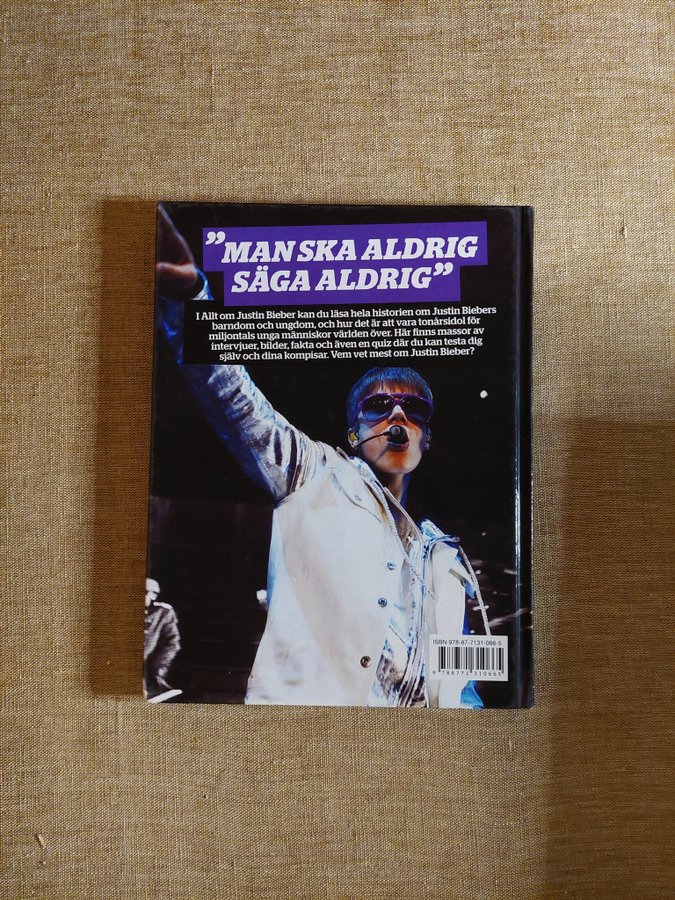 ”MAN SKA ALDRIG
SÄGA ALDRIG”
I Allt om Justin Bieber kan du läsa hela historien om Justin Biebers
barndom och ungdom, och hur det är att vara tonårsidol för
miljontals unga människor världen över. Här finns massor av
intervjuer, bilder, fakta och även en quiz där du kan testa dig
själv och dina kompisar. Vem vet mest om Justin Bieber?
ISBN 978-87-7131-066-5
9 788771 310665